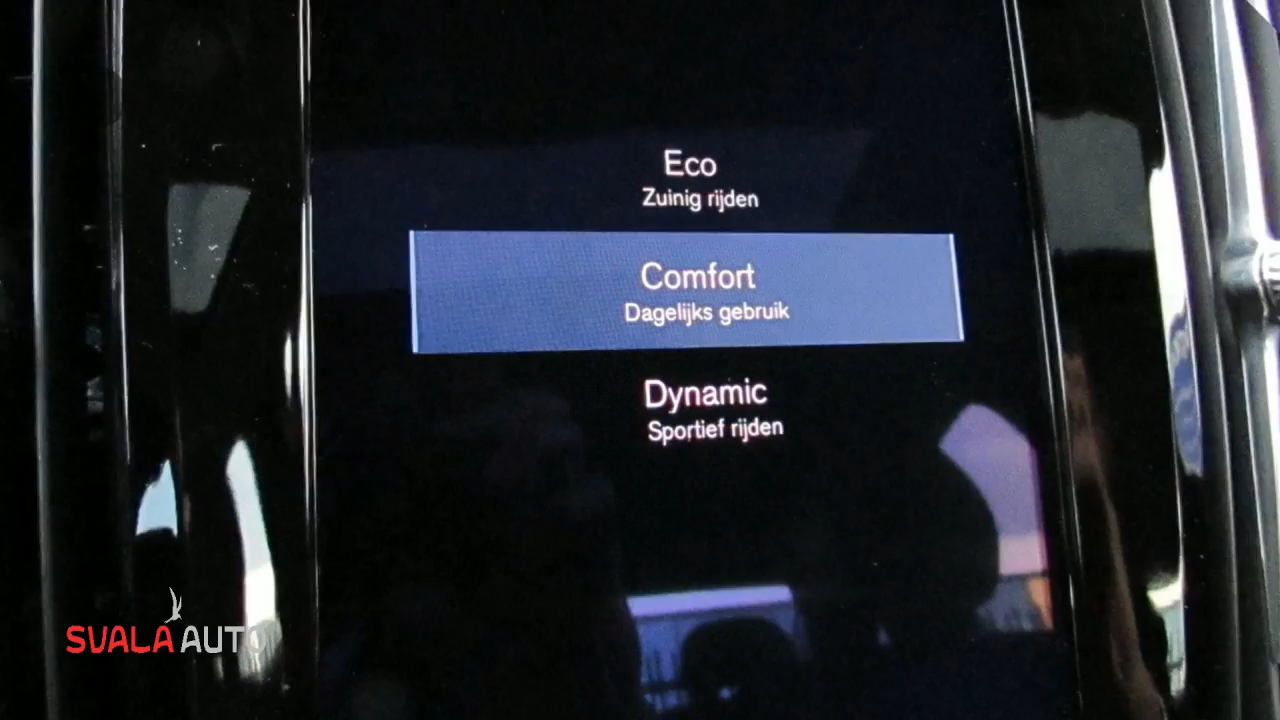 Eco
Zuinig rijden
Comfort
Dagelijks gebruik
Dynamic
Sportief rijden
SVALA AUTO